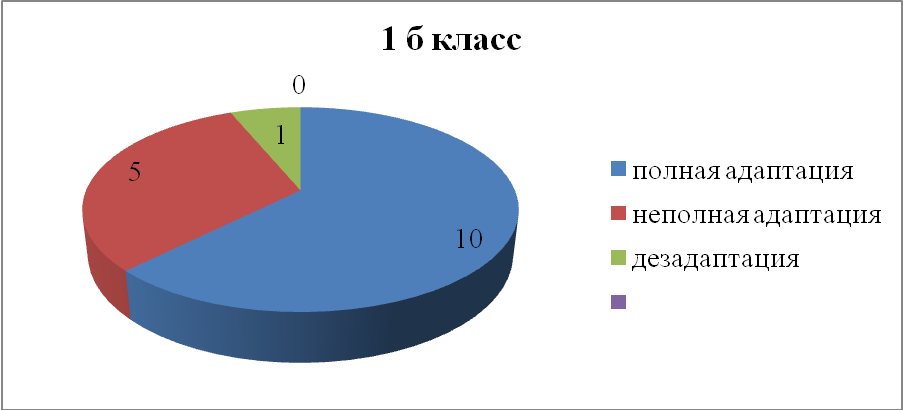 1 б класс
0
1
5
10
полная адаптация
неполная адаптация
дезадаптация